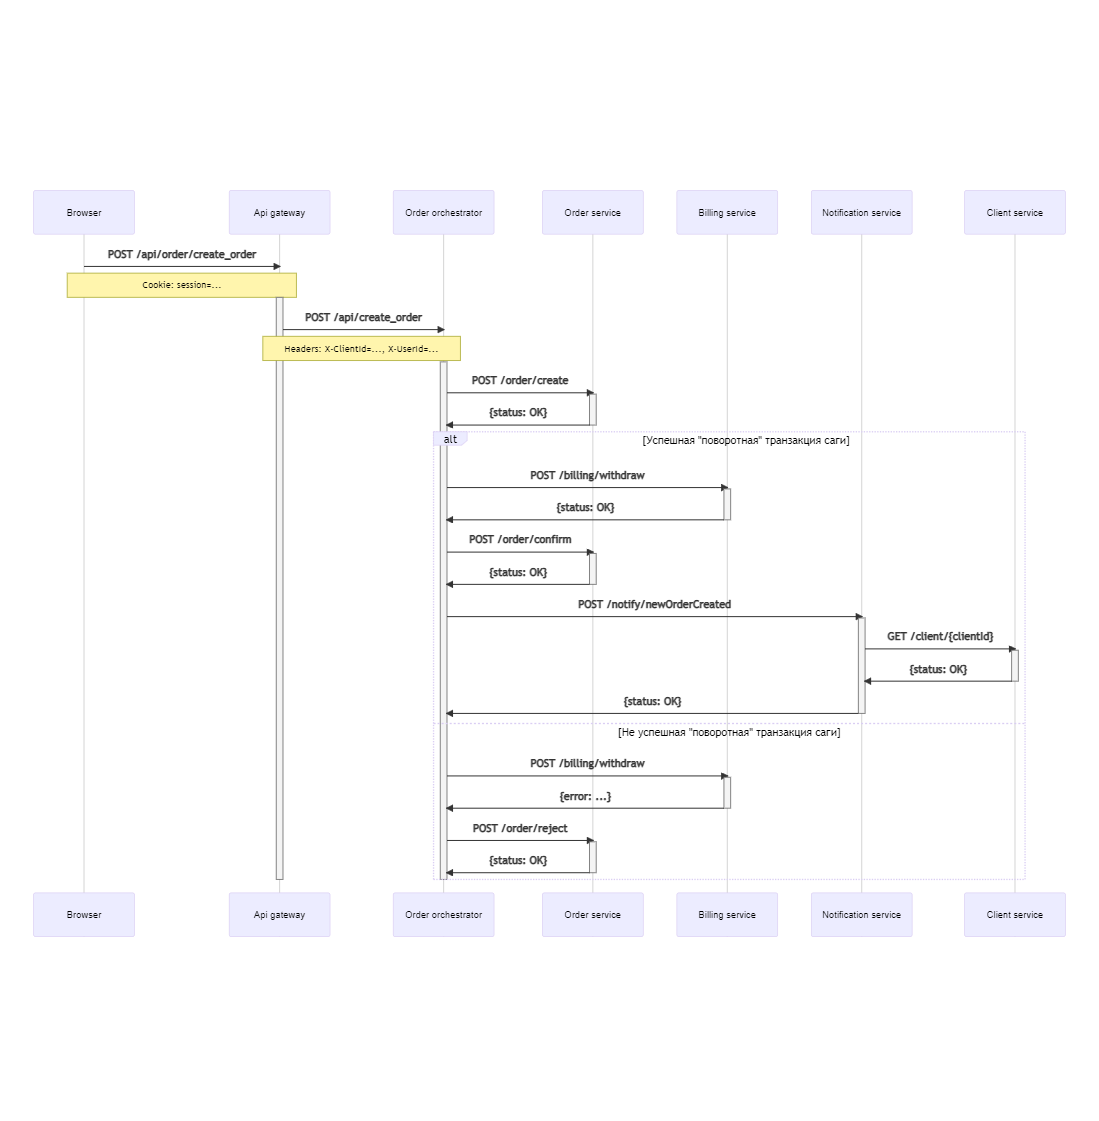 Browser
Api gateway
Order orchestrator
Order service
Billing service
Notification service
Client service
POST /api/order/create_order
Cookie: session=...
POST /api/create_order
Headers: X-ClientId=..., X-UserId=...
POST /order/create
{status: OK}
alt
[Успешная "поворотная" транзакция саги]
POST /billing/withdraw
{status: OK}
POST /order/confirm
{status: OK}
POST /notify/newOrderCreated
GET /client/{clientId}
{status: OK}
{status: OK}
[Не успешная "поворотная" транзакция саги]
POST /billing/withdraw
{error: ...}
POST /order/reject
{status: OK}
Browser
Api gateway
Order orchestrator
Order service
Billing service
Notification service
Client service